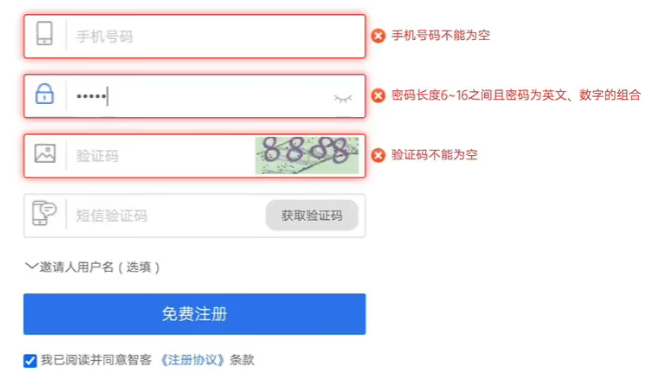 手机号码
手机号码不能为空
•••••
密码长度6~16之间且密码为英文、数字的组合
验证码
8888
验证码不能为空
短信验证码
获取验证码
邀请人用户名（选填）
免费注册
我已阅读并同意智客《注册协议》条款